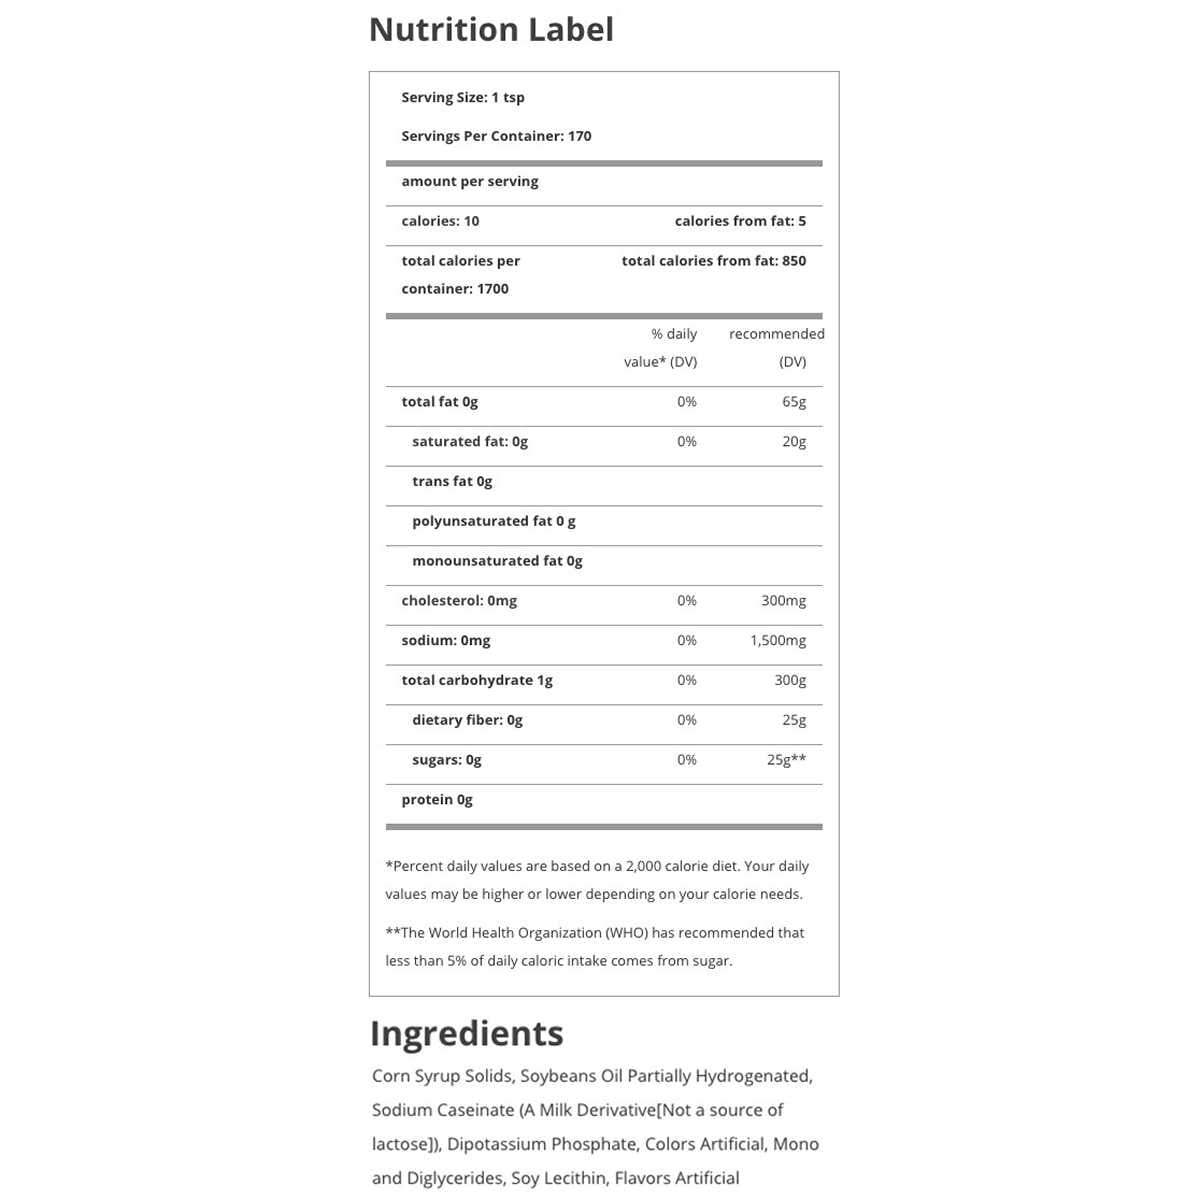 Nutrition Label
Serving Size: 1 tsp
Servings Per Container: 170
amount per serving
calories: 10 calories from fat: 5
total calories per total calories from fat: 850
container: 1700
% daily recommended
value* (DV) (DV)
total fat 0g 0% 65g
saturated fat: 0g 0% 20g
trans fat 0g
polyunsaturated fat 0 g
monounsaturated fat 0g
cholesterol: 0mg 0% 300mg
sodium: 0mg 0% 1,500mg
total carbohydrate 1g 0% 300g
dietary fiber: 0g 0% 25g
sugars: 0g 0% 25g**
protein 0g
*Percent daily values are based on a 2,000 calorie diet. Your daily
values may be higher or lower depending on your calorie needs.
**The World Health Organization (WHO) has recommended that
less than 5% of daily caloric intake comes from sugar.
Ingredients
Corn Syrup Solids, Soybeans Oil Partially Hydrogenated,
Sodium Caseinate (A Milk Derivative[Not a source of
lactose]), Dipotassium Phosphate, Colors Artificial, Mono
and Diglycerides, Soy Lecithin, Flavors Artificial